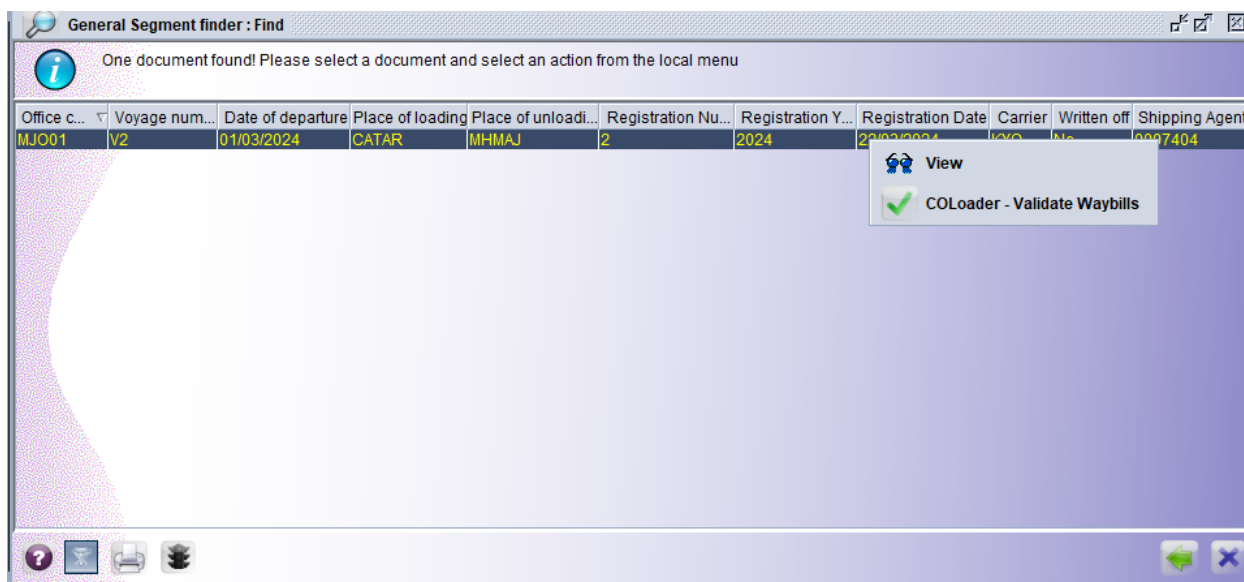 General Segment finder : Find
One document found! Please select a document and select an action from the local menu
Office c... Voyage num... Date of departure Place of loading Place of unloadi... Registration Nu... Registration Y... Registration Date Carrier Written off Shipping Agent
MJO01 V2 01/03/2024 CATAR MHMAJ 2 2024
View
COLoader - Validate Waybills